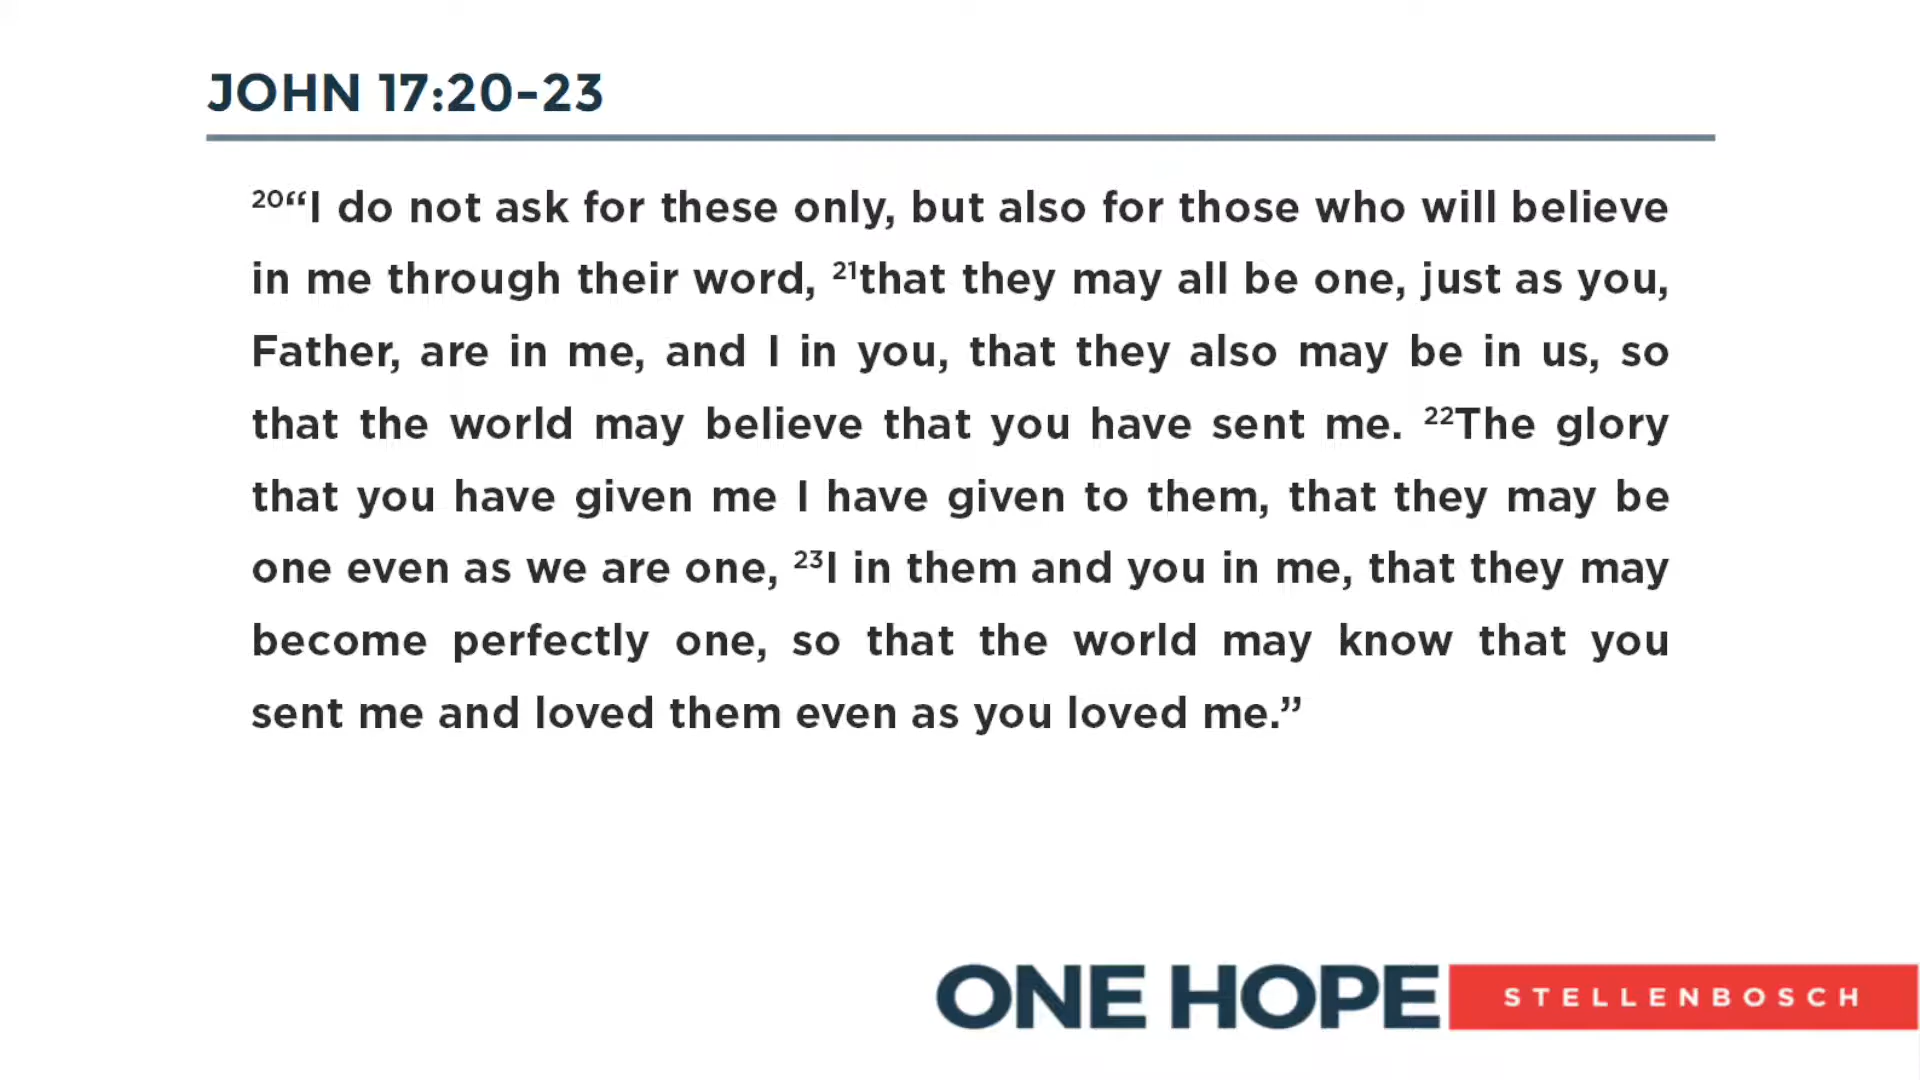 JOHN 17:20-23
²⁰“I do not ask for these only, but also for those who will believe
in me through their word, ²¹that they may all be one, just as you,
Father, are in me, and I in you, that they also may be in us, so
that the world may believe that you have sent me. ²²The glory
that you have given me I have given to them, that they may be
one even as we are one, ²³I in them and you in me, that they may
become perfectly one, so that the world may know that you
sent me and loved them even as you loved me.”
ONE HOPE STELLENBOSCH